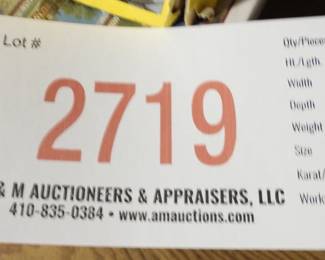 Lot #
2719
& M AUCTIONEERS & APPRAISERS, LLC
410-835-0384 • www.amauctions.com
Qty/Pieces
Ht./Lgth.
Width
Depth
Weight
Size
Karat/
Work